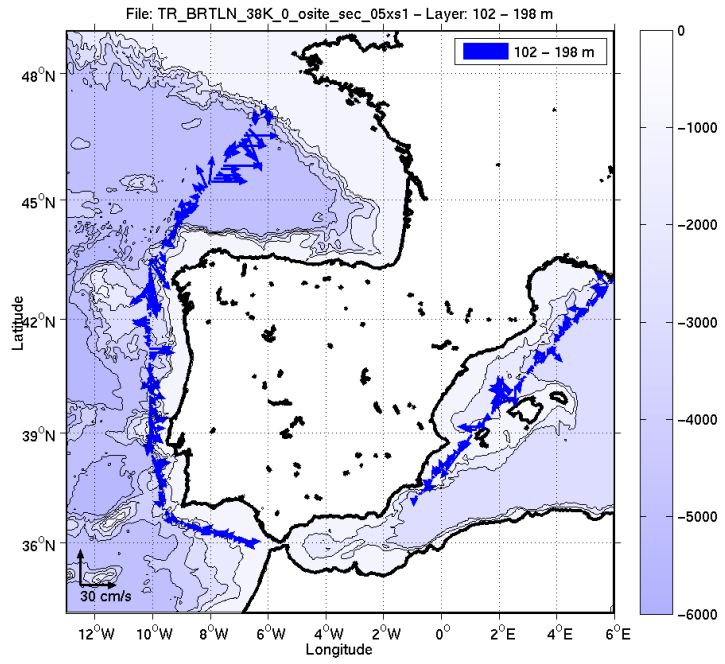 File: TR_BRTLN_38K_0_osite_sec_05xs1 – Layer: 102 – 198 m
102 – 198 m
48°N
45°N
42°N
39°N
36°N
Latitude
30 cm/s
12°W 10°W 8°W 6°W 4°W 2°W 0° 2°E 4°E 6°E
Longitude
0
−1000
−2000
−3000
−4000
−5000
−6000